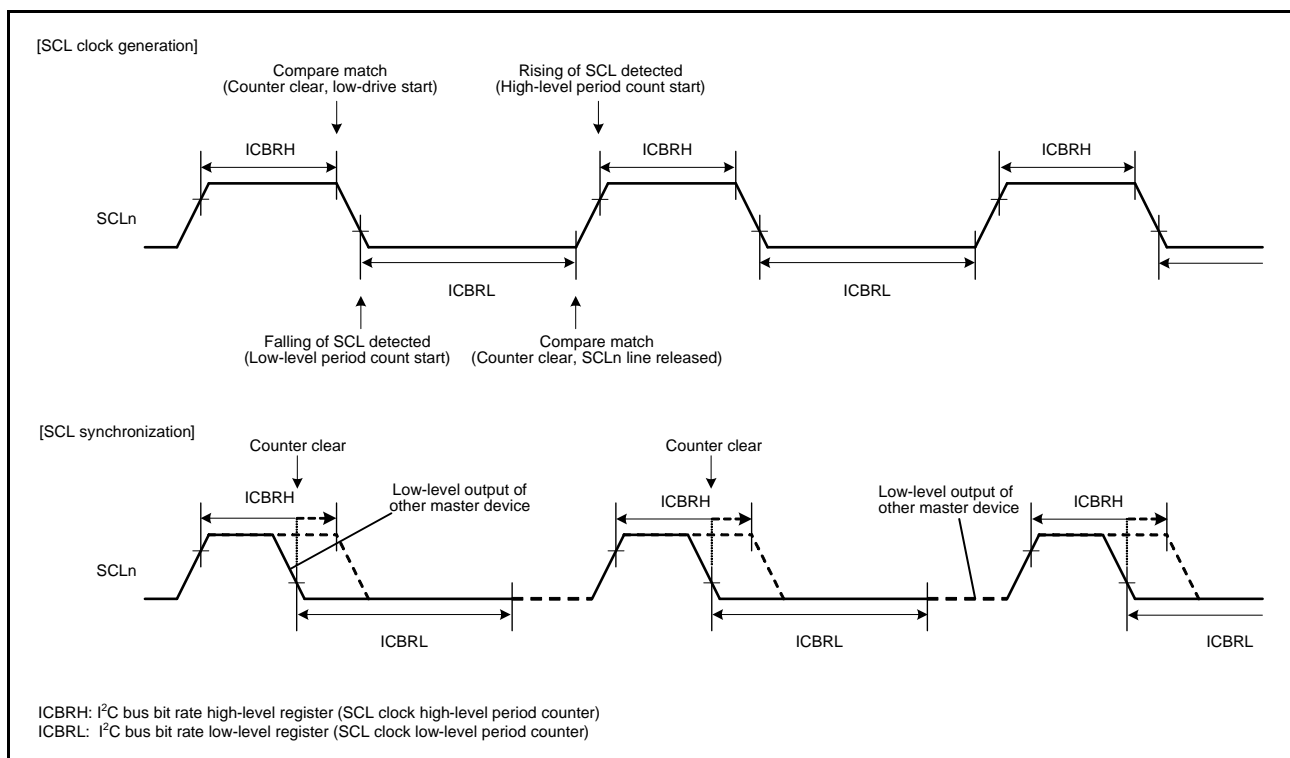 [SCL clock generation]
Compare match
(Counter clear, low-drive start)
Rising of SCL detected
(High-level period count start)
ICBRH
ICBRH
ICBRH
SCLn
ICBRL
ICBRL
Falling of SCL detected
(Low-level period count start)
Compare match
(Counter clear, SCLn line released)
[SCL synchronization]
Counter clear
Counter clear
ICBRH
Low-level output of
other master device
ICBRH
Low-level output of
other master device
ICBRH
SCLn
ICBRL
ICBRL
ICBRL
ICBRH: I²C bus bit rate high-level register (SCL clock high-level period counter)
ICBRL: I²C bus bit rate low-level register (SCL clock low-level period counter)